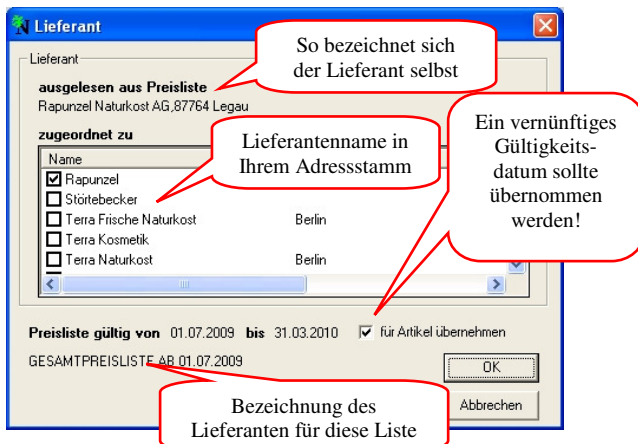 Lieferant
So bezeichnet sich
der Lieferant selbst
Lieferant
ausgelesen aus Preisliste
Rapunzel Naturkost AG,87764 Legau
zugeordnet zu
Lieferantenname in
Ihrem Adressstamm
Ein vernünftiges
Gültigkeits-
datum sollte
übernommen
werden!
Name
Rapunzel
Störtebecker
Terra Frische Naturkost Berlin
Terra Kosmetik
Terra Naturkost Berlin
Preisliste gültig von 01.07.2009 bis 31.03.2010 für Artikel übernehmen
GESAMTPREISLISTE AB 01.07.2009
OK
Abbrechen
Bezeichnung des
Lieferanten für diese Liste